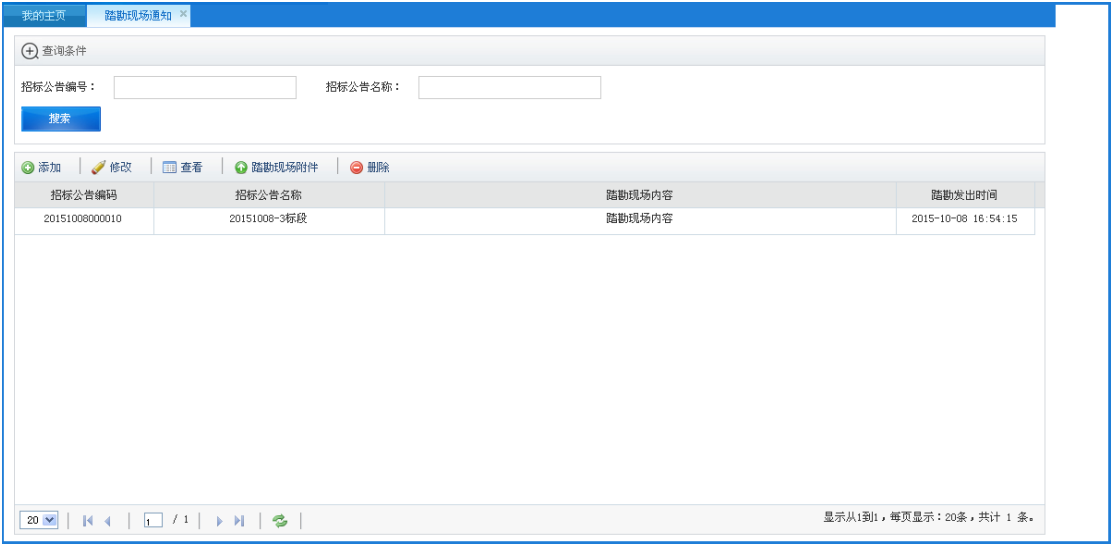 我的主页 踏勘现场通知 ×
查询条件
招标公告编号： 招标公告名称：
搜索
添加 修改 查看 踏勘现场附件 删除
招标公告编码 招标公告名称 踏勘现场内容 踏勘发出时间
20151008000010 20151008-3标段 踏勘现场内容 2015-10-08 16:54:15
20 1 / 1 显示从1到1，每页显示：20条，共计 1 条。